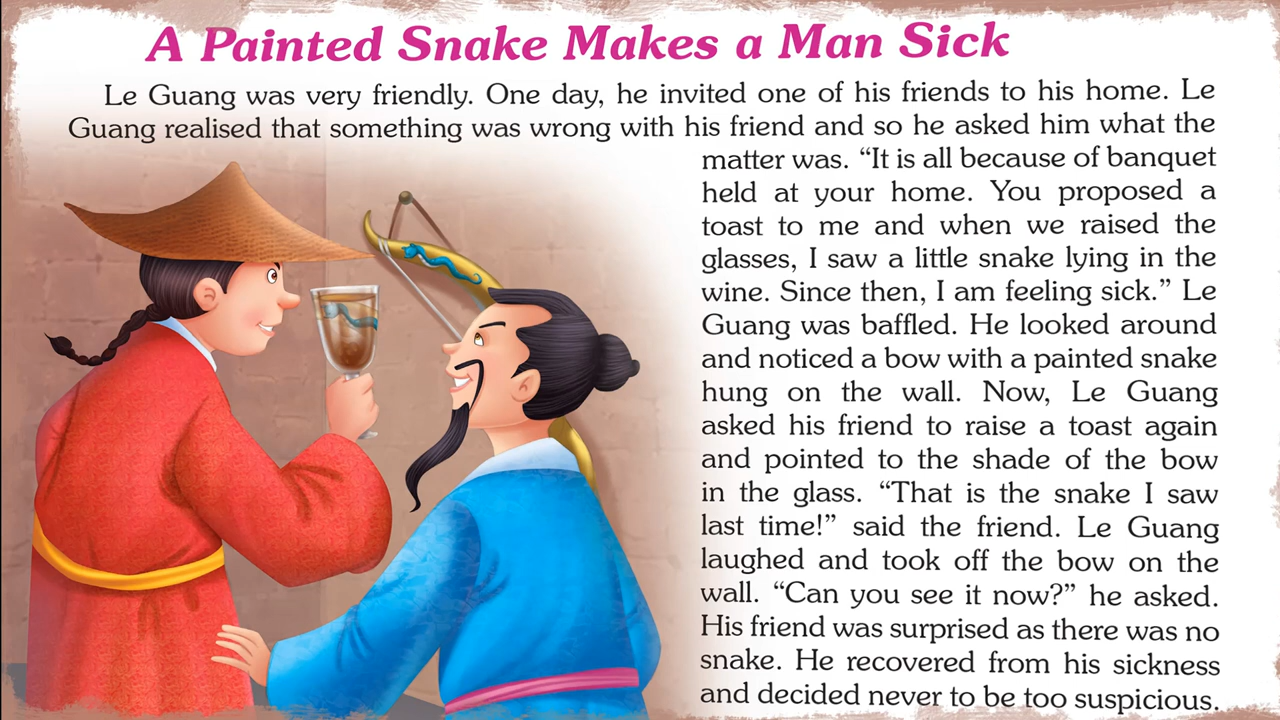 A Painted Snake Makes a Man Sick
Le Guang was very friendly. One day, he invited one of his friends to his home. Le
Guang realised that something was wrong with his friend and so he asked him what the
matter was. “It is all because of banquet
held at your home. You proposed a
toast to me and when we raised the
glasses, I saw a little snake lying in the
wine. Since then, I am feeling sick.” Le
Guang was baffled. He looked around
and noticed a bow with a painted snake
hung on the wall. Now, Le Guang
asked his friend to raise a toast again
and pointed to the shade of the bow
in the glass. “That is the snake I saw
last time!” said the friend. Le Guang
laughed and took off the bow on the
wall. “Can you see it now?” he asked.
His friend was surprised as there was no
snake. He recovered from his sickness
and decided never to be too suspicious.